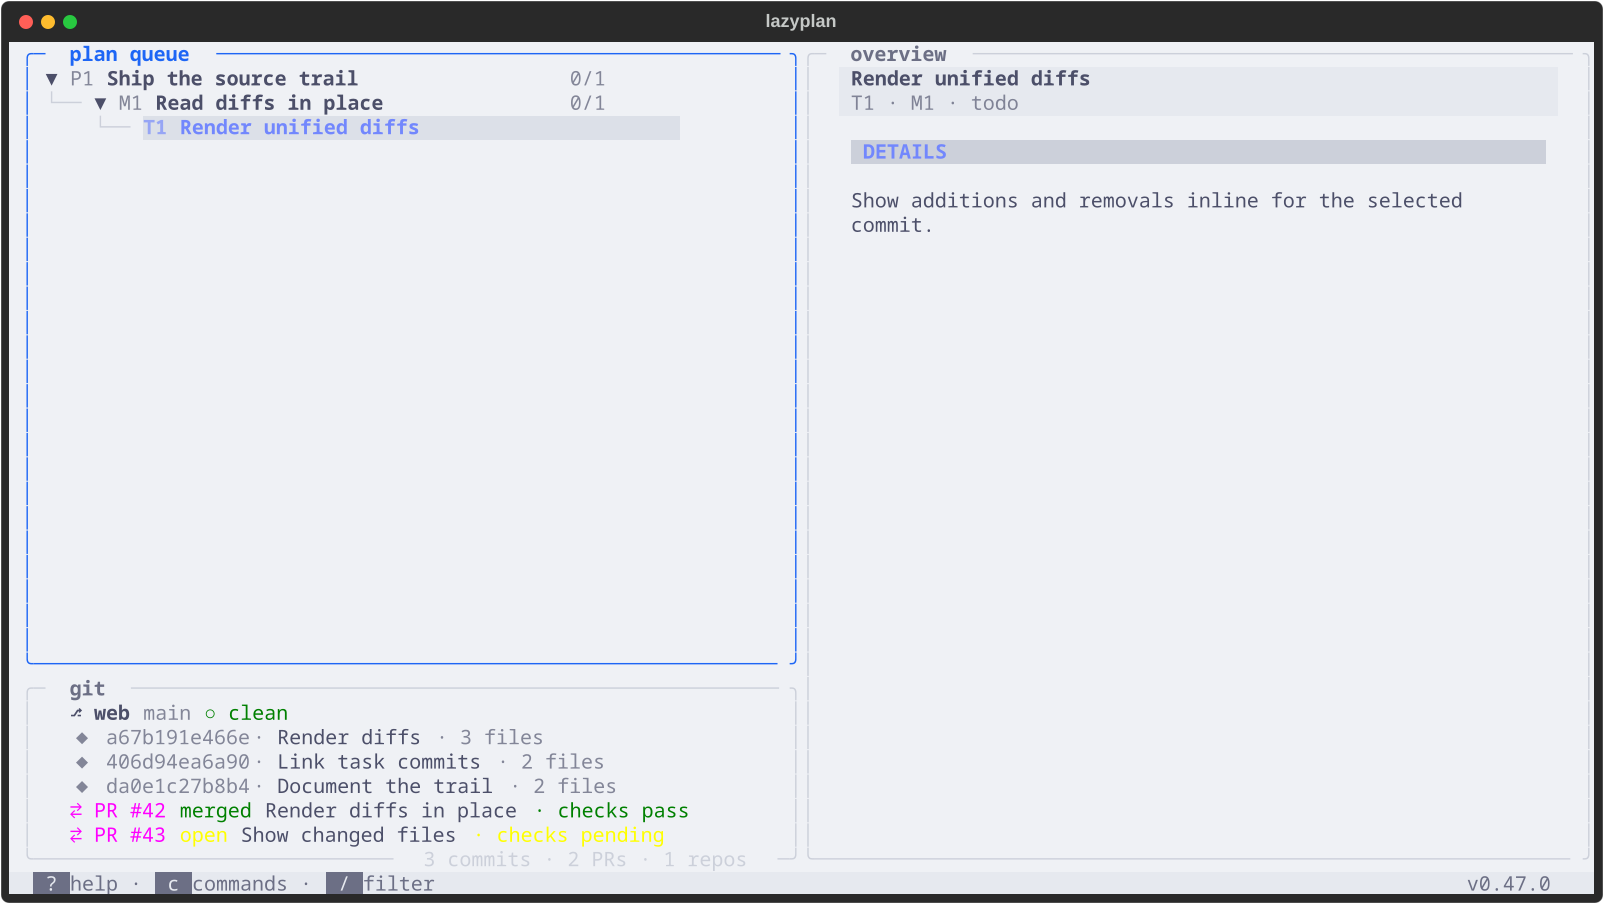 lazyplan
plan queue
▼ P1 Ship the source trail 0/1
▼ M1 Read diffs in place 0/1
T1 Render unified diffs
git
web main ○ clean
◆ a67b191e466e · Render diffs · 3 files
◆ 406d94ea6a90 · Link task commits · 2 files
◆ da0e1c27b8b4 · Document the trail · 2 files
⇄ PR #42 merged Render diffs in place · checks pass
⇄ PR #43 open Show changed files · checks pending
3 commits · 2 PRs · 1 repos
overview
Render unified diffs
T1 · M1 · todo
DETAILS
Show additions and removals inline for the selected
commit.
? help · c commands · / filter
v0.47.0